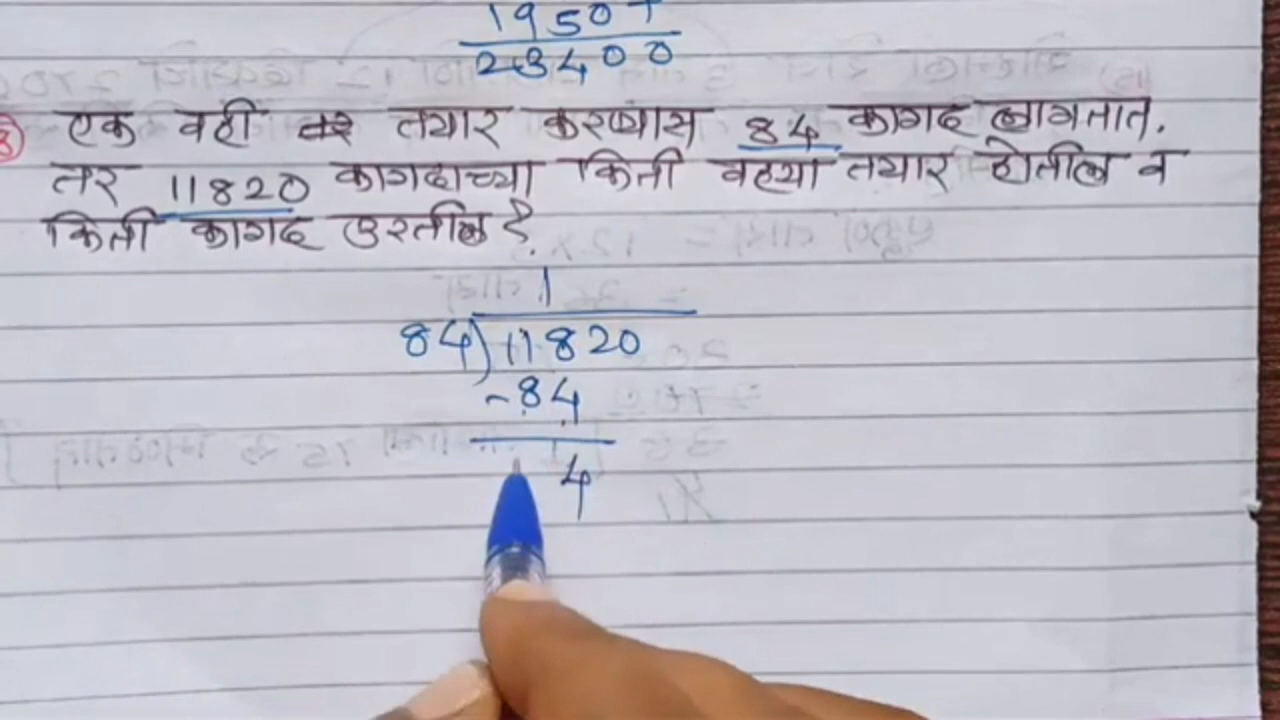 1950+
23400
एक वही तयार करण्यास 84 कागद लागतात.
तर 11820 कागदाच्या किती वह्या तयार होतील व
किती कागद उरतील ?
1
84)11820
-84
4